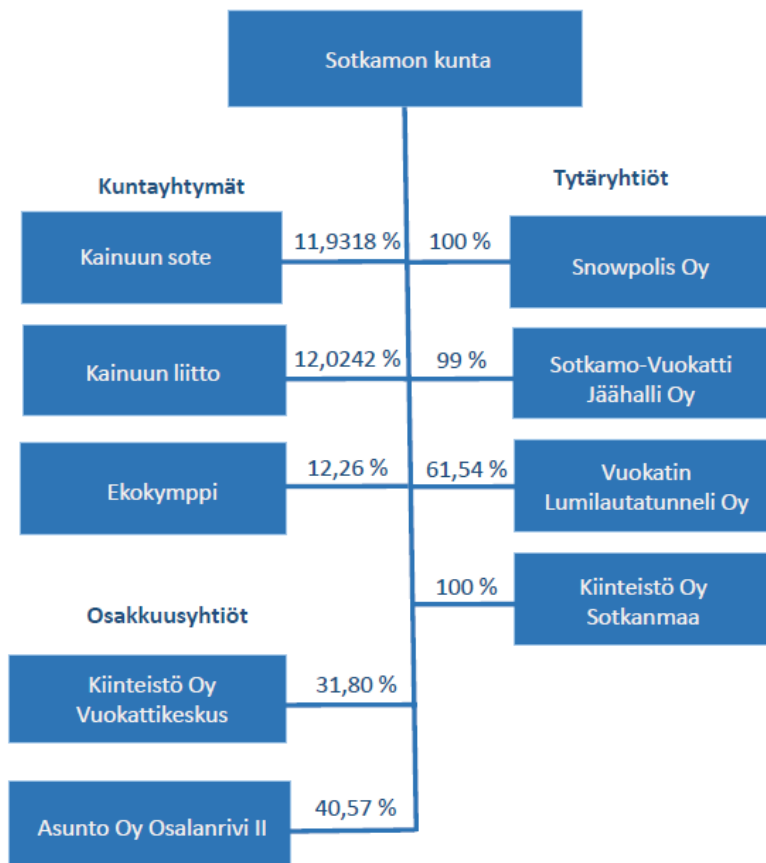 Sotkamon kunta
Kuntayhtymät
Tytäryhtiöt
Kainuun sote
11,9318 %
100 %
Snowpolis Oy
Kainuun liitto
12,0242 %
99 %
Sotkamo-Vuokatti
Jäähalli Oy
Ekokymppi
12,26 %
61,54 %
Vuokatin
Lumilautatunneli Oy
100 %
Kiinteistö Oy
Sotkanmaa
Osakkuusyhtiöt
Kiinteistö Oy
Vuokattikeskus
31,80 %
Asunto Oy Osalanrivi II
40,57 %